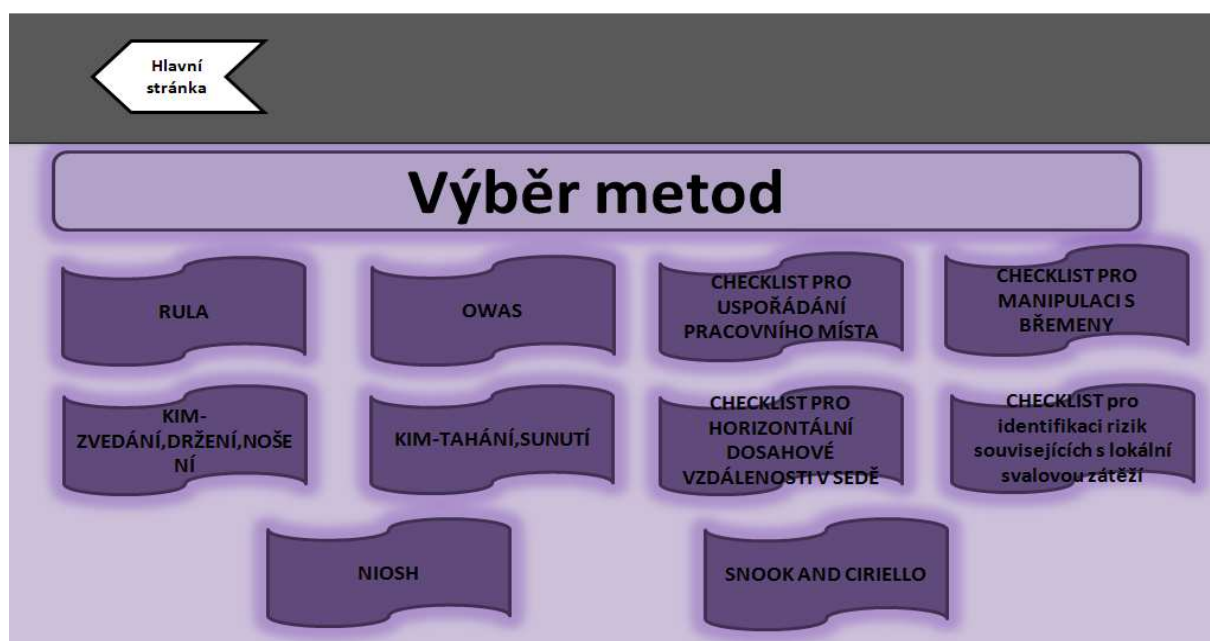 Hlavní
stránka
Výběr metod
RULA
OWAS
CHECKLIST PRO
USPOŘÁDÁNÍ
PRACOVNÍHO MÍSTA
CHECKLIST PRO
MANIPULACI S
BŘEMENY
KIM-
ZVEDÁNÍ,DRŽENÍ,NOŠE
NÍ
KIM-TAHÁNÍ,SUNUTÍ
CHECKLIST PRO
HORIZONTÁLNÍ
DOSAHOVÉ
VZDÁLENOSTI V SEDĚ
CHECKLIST pro
identifikaci rizik
souvisejících s lokální
svalovou zátěží
NIOSH
SNOOK AND CIRIELLO